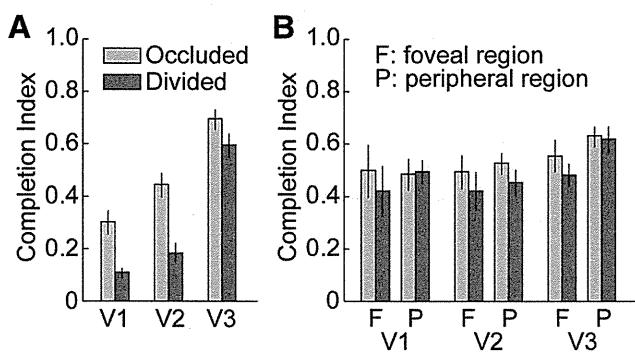 A
Completion Index
1.0
0.8
0.6
0.4
0.2
0
Occluded
Divided
V1 V2 V3
B
Completion Index
1.0
0.8
0.6
0.4
0.2
0
F: foveal region
P: peripheral region
F P F P F P
V1 V2 V3